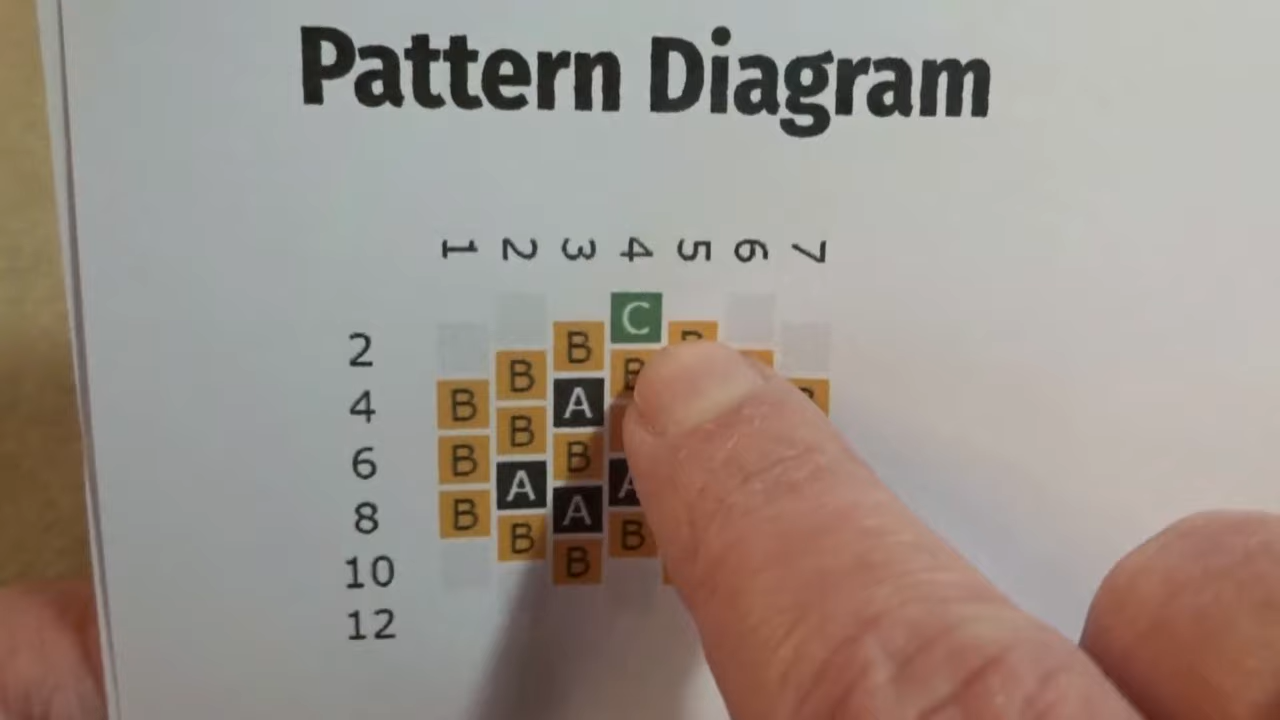 Pattern Diagram
1 2 3 4 5 6 7
C
2 B B
B B
4 B A B
B
6 B B
A A
8 B A
B B
10 B
12